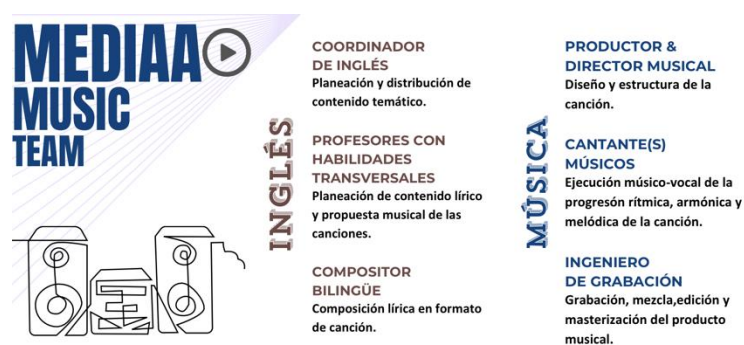 MEDIAA
MUSIC
TEAM
INGLÉS
COORDINADOR
DE INGLÉS
Planeación y distribución de
contenido temático.
PROFESORES CON
HABILIDADES
TRANSVERSALES
Planeación de contenido lírico
y propuesta musical de las
canciones.
COMPOSITOR
BILINGÜE
Composición lírica en formato
de canción.
MÚSICA
PRODUCTOR &
DIRECTOR MUSICAL
Diseño y estructura de la
canción.
CANTANTE(S)
MÚSICOS
Ejecución músico-vocal de la
progresón rítmica, armónica y
melódica de la canción.
INGENIERO
DE GRABACIÓN
Grabación, mezcla,edición y
masterización del producto
musical.